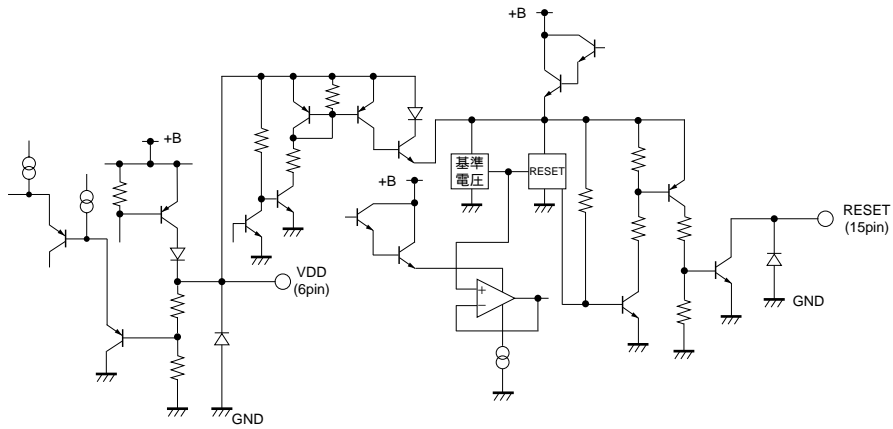 +B
+B
基準
電圧
RESET
+B
RESET
(15pin)
VDD
(6pin)
+
−
GND
GND